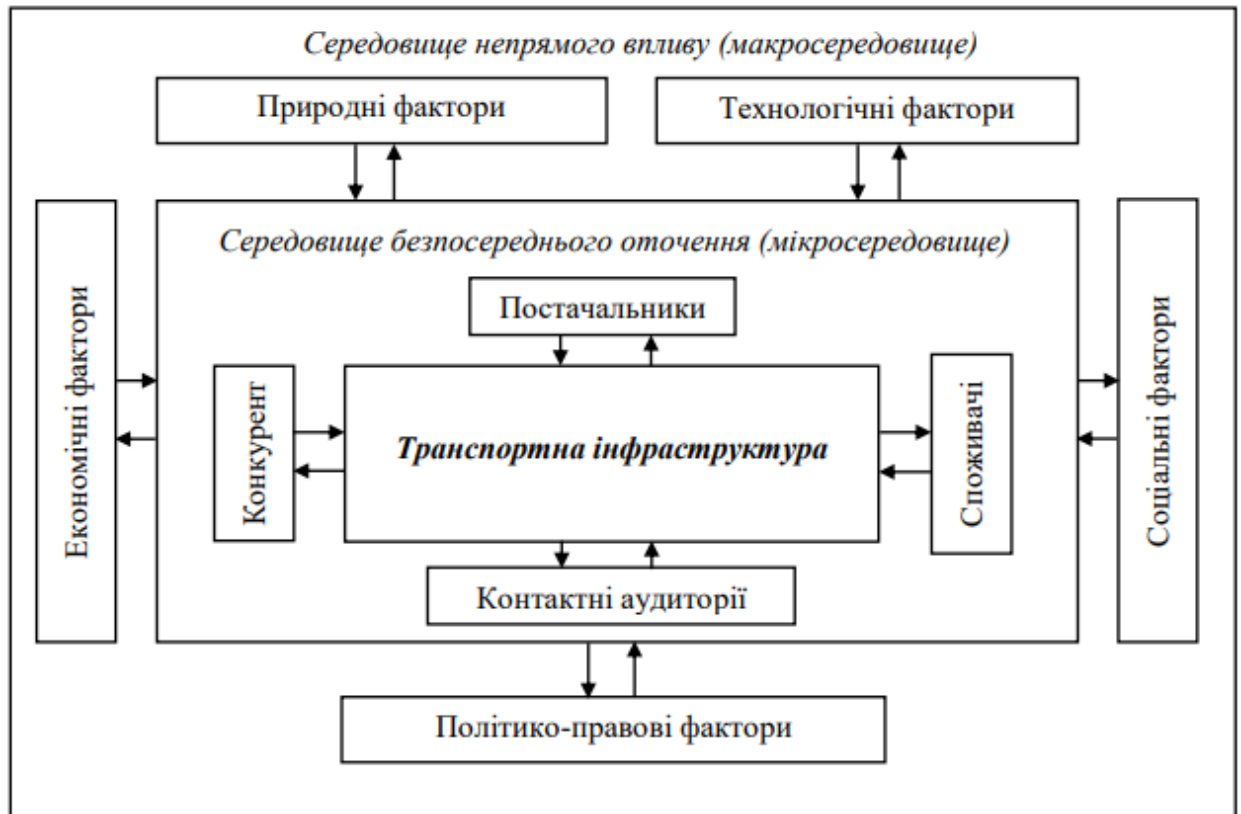 Середовище непрямого впливу (макросередовище)
Природні фактори
Технологічні фактори
Середовище безпосереднього оточення (мікросередовище)
Економічні фактори
Постачальники
Конкурент
Транспортна інфраструктура
Споживачі
Соціальні фактори
Контактні аудиторії
Політико-правові фактори